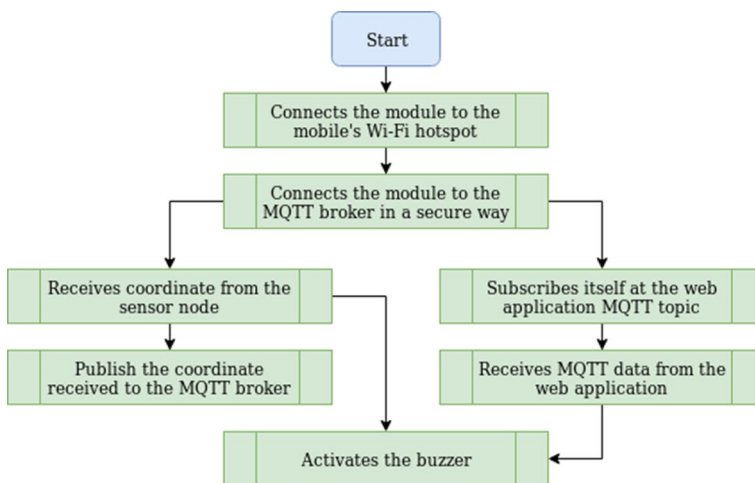 Start
Connects the module to the
mobile's Wi-Fi hotspot
Connects the module to the
MQTT broker in a secure way
Receives coordinate from the
sensor node
Subscribes itself at the web
application MQTT topic
Publish the coordinate
received to the MQTT broker
Receives MQTT data from the
web application
Activates the buzzer